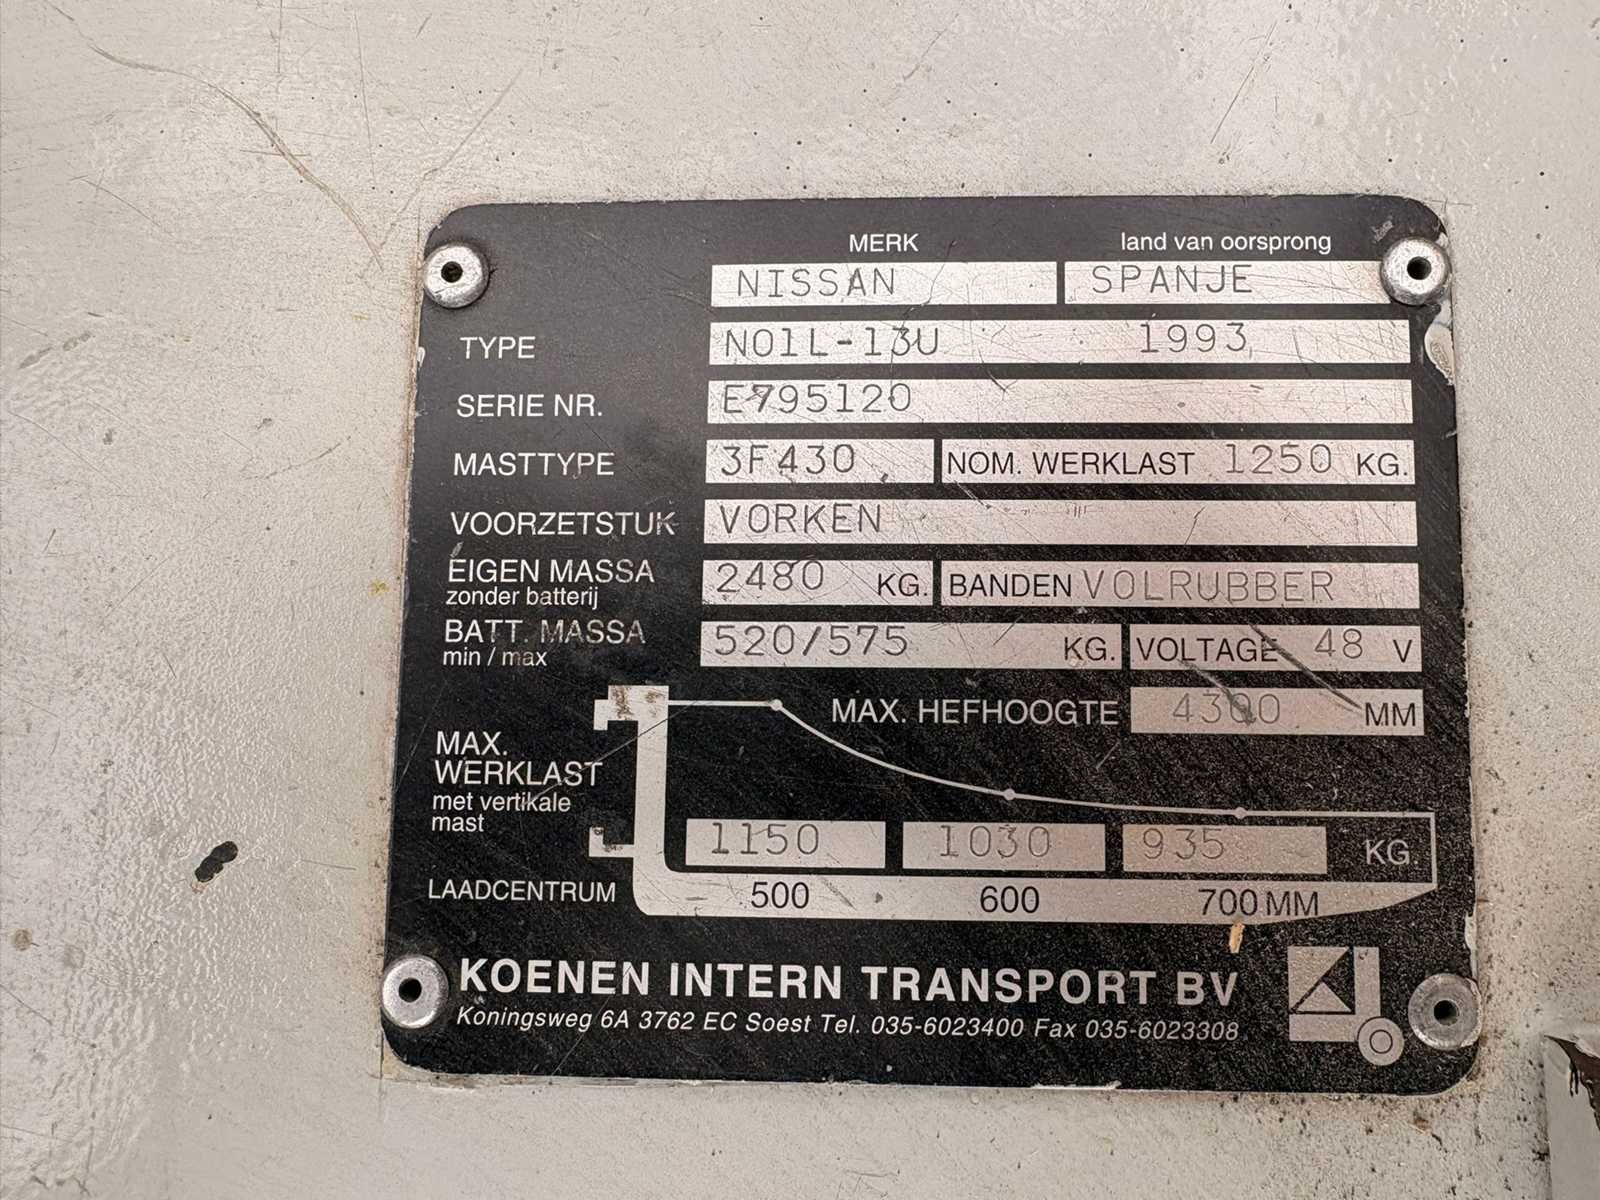 MERK land van oorsprong
NISSAN SPANJE
TYPE N01L-13U 1993
SERIE NR. E795120
MASTTYPE 3F430 NOM. WERKLAST 1250 KG.
VOORZETSTUK VORKEN
EIGEN MASSA 2480 KG. BANDEN VOLRUBBER
zonder batterij
BATT. MASSA 520/575 KG. VOLTAGE 48 V
min / max
MAX. HEFHOOGTE 4300 MM
MAX.
WERKLAST
met vertikale
mast
1150 1030 935 KG.
LAADCENTRUM 500 600 700 MM
KOENEN INTERN TRANSPORT BV
Koningsweg 6A 3762 EC Soest Tel. 035-6023400 Fax 035-6023308